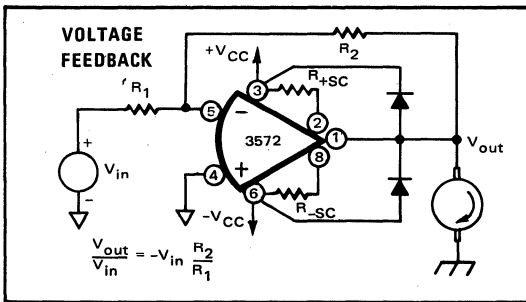 VOLTAGE
FEEDBACK
+VCC
R2
R+SC
R1
3
2
5
−
3572
1
Vout
4
+
8
6
+
Vin
−
R−SC
−VCC
Vout/Vin = −Vin R2/R1